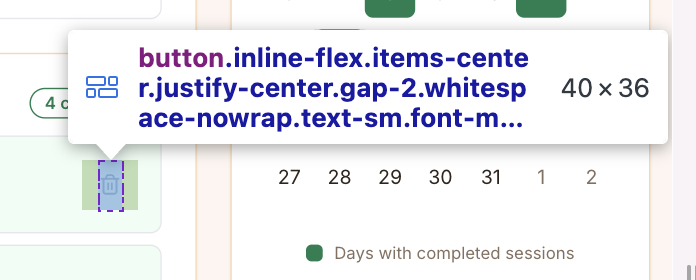 button.inline-flex.items-cente
r.justify-center.gap-2.whitesp
ace-nowrap.text-sm.font-m...
40 × 36
4 c
27 28 29 30 31 1 2
Days with completed sessions